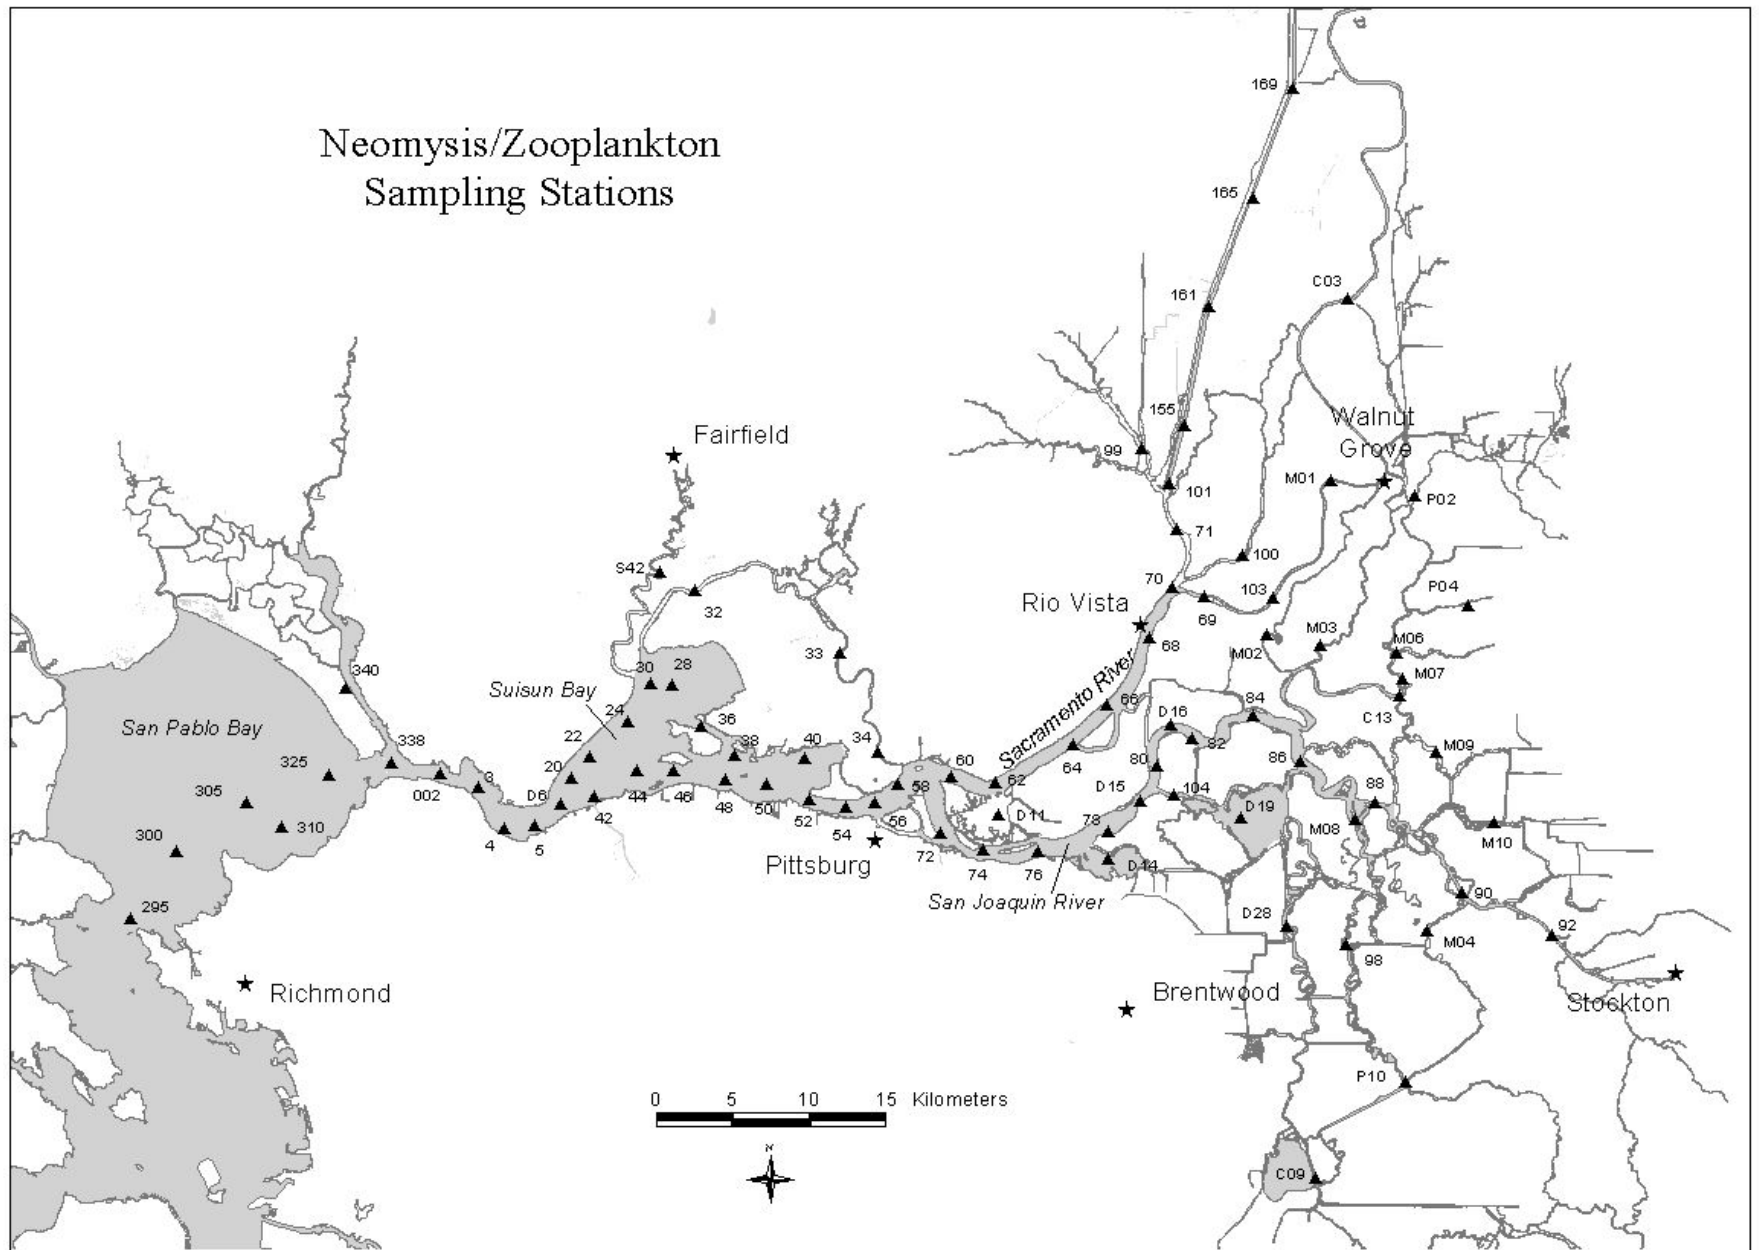 Neomysis/Zooplankton
Sampling Stations
169
165
C03
161
155
Walnut
Grove
Fairfield
99
101
M01
P02
71
100
S42
70
103
P04
32
Rio Vista
69
68
M02
M03
M06
33
30
28
340
M07
Suisun Bay
Sacramento River
66
84
C13
24
36
D16
San Pablo Bay
338
22
38
40
34
82
M09
325
3
20
60
64
80
86
305
002
D6
44
46
48
50
58
62
D15
104
88
42
52
54
56
D11
D19
310
4
5
78
M08
M10
300
Pittsburg
72
74
76
D14
San Joaquin River
90
295
D28
92
98
M04
Richmond
Brentwood
Stockton
P10
0 5 10 15 Kilometers
N
C09